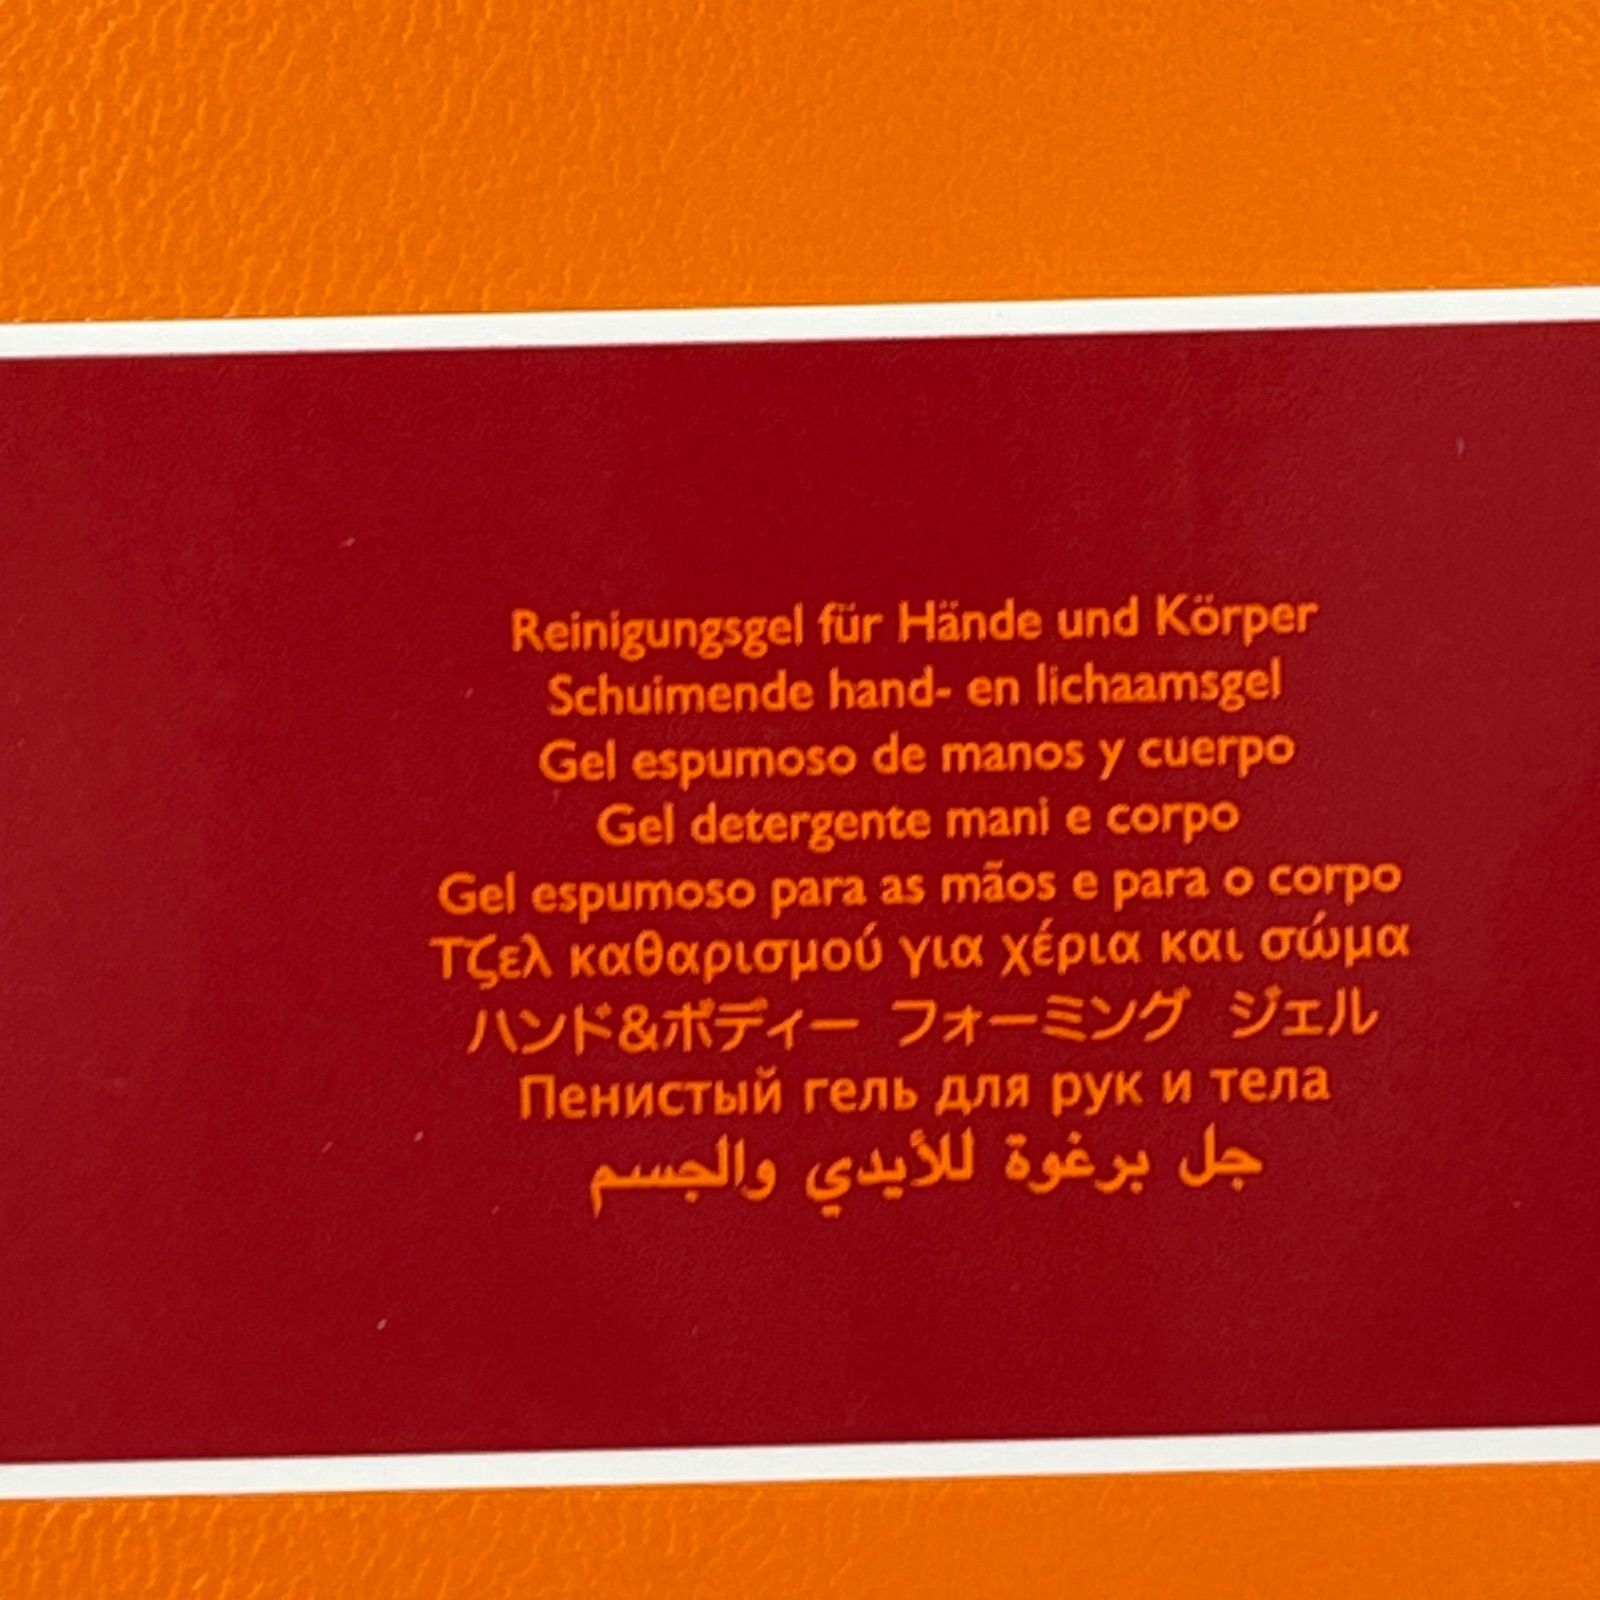 Reinigungsgel für Hände und Körper
Schuimende hand- en lichaamsgel
Gel espumoso de manos y cuerpo
Gel detergente mani e corpo
Gel espumoso para as mãos e para o corpo
Τζελ καθαρισμού για χέρια και σώμα
ハンド&ボディー フォーミング ジェル
Пенистый гель для рук и тела
جل برغوة للأيدي والجسم